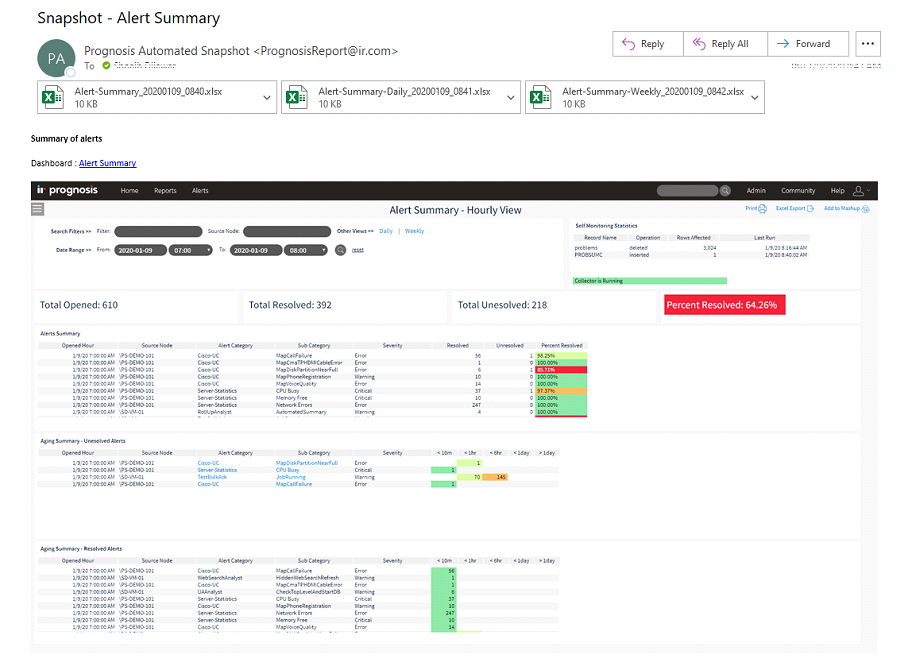 Snapshot - Alert Summary
PA
Prognosis Automated Snapshot <PrognosisReport@ir.com>
To
Reply Reply All Forward
Alert-Summary_20200109_0840.xlsx
10 KB
Alert-Summary-Daily_20200109_0841.xlsx
10 KB
Alert-Summary-Weekly_20200109_0842.xlsx
10 KB
Summary of alerts
Dashboard : Alert Summary
ir prognosis Home Reports Alerts Admin Community Help
Alert Summary - Hourly View
Print Excel Export Add to Mashup
Search Filters >> Filter: Source Node: Other Views >> Daily | Weekly
Date Range >> From: 2020-01-09 07:00 To: 2020-01-09 08:00 reset
Self Monitoring Statistics
Record Name Operation Rows Affected Last Run
problems deleted 3,024 1/9/20 8:16:44 AM
PROBSUMC inserted 1 1/9/20 8:40:02 AM
Collector is Running
Total Opened: 610 Total Resolved: 392 Total Unesolved: 218 Percent Resolved: 64.26%
Alerts Summary
Opened Hour Source Node Alert Category Sub Category Severity Resolved Unresolved Percent Resolved
1/9/20 7:00:00 AM \PS-DEMO-101 Cisco-UC MapCallFailure Error 56 1 98.25%
1/9/20 7:00:00 AM \PS-DEMO-101 Cisco-UC MapCmaTPHDMICableError Error 1 0 100.00%
1/9/20 7:00:00 AM \PS-DEMO-101 Cisco-UC MapDiskPartitionNearFull Error 6 1 85.71%
1/9/20 7:00:00 AM \PS-DEMO-101 Cisco-UC MapPhoneRegistration Warning 10 0 100.00%
1/9/20 7:00:00 AM \PS-DEMO-101 Cisco-UC MapVoiceQuality Error 14 0 100.00%
1/9/20 7:00:00 AM \PS-DEMO-101 Server-Statistics CPU Busy Critical 37 1 97.37%
1/9/20 7:00:00 AM \PS-DEMO-101 Server-Statistics Memory Free Critical 10 0 100.00%
1/9/20 7:00:00 AM \PS-DEMO-101 Server-Statistics Network Errors Error 247 0 100.00%
1/9/20 7:00:00 AM \SD-VM-01 RollUpAnalyst AutomatedSummary Warning 4 0 100.00%
Aging Summary - Unesolved Alerts
Opened Hour Source Node Alert Category Sub Category Severity < 10m < 1hr < 6hr < 1day > 1day
1/9/20 7:00:00 AM \PS-DEMO-101 Cisco-UC MapDiskPartitionNearFull Error 1
1/9/20 7:00:00 AM \PS-DEMO-101 Server-Statistics CPU Busy Critical 1
1/9/20 7:00:00 AM \SD-VM-01 TestBulkAck JobRunning Warning 70 145
1/9/20 7:00:00 AM \PS-DEMO-101 Cisco-UC MapCallFailure Error 1
Aging Summary - Resolved Alerts
Opened Hour Source Node Alert Category Sub Category Severity < 10m < 1hr < 6hr < 1day > 1day
1/9/20 7:00:00 AM \PS-DEMO-101 Cisco-UC MapCallFailure Error 56
1/9/20 7:00:00 AM \SD-VM-01 WebSearchAnalyst HiddenWebSearchRefresh Warning 1
1/9/20 7:00:00 AM \PS-DEMO-101 Cisco-UC MapCmaTPHDMICableError Error 1
1/9/20 7:00:00 AM \SD-VM-01 UAAnalyst CheckTopLevelAndStartDB Warning 6
1/9/20 7:00:00 AM \PS-DEMO-101 Server-Statistics CPU Busy Critical 37
1/9/20 7:00:00 AM \PS-DEMO-101 Cisco-UC MapPhoneRegistration Warning 10
1/9/20 7:00:00 AM \PS-DEMO-101 Server-Statistics Network Errors Error 247
1/9/20 7:00:00 AM \PS-DEMO-101 Server-Statistics Memory Free Critical 10
1/9/20 7:00:00 AM \PS-DEMO-101 Cisco-UC MapVoiceQuality Error 14